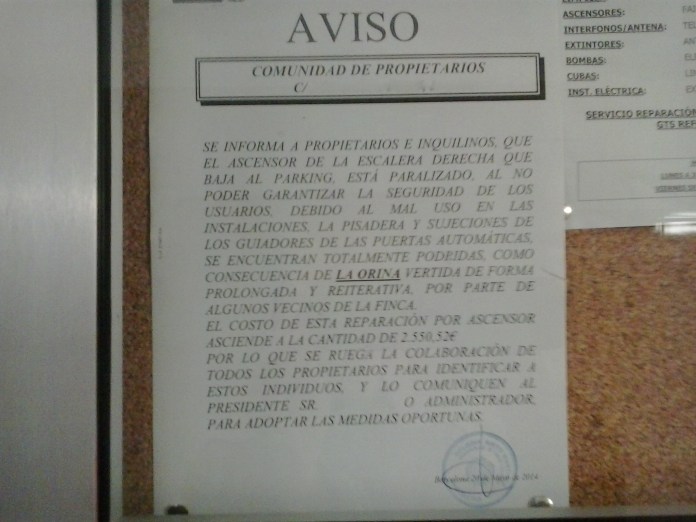 AVISO
COMUNIDAD DE PROPIETARIOS
C/
SE INFORMA A PROPIETARIOS E INQUILINOS, QUE
EL ASCENSOR DE LA ESCALERA DERECHA QUE
BAJA AL PARKING, ESTÁ PARALIZADO, AL NO
PODER GARANTIZAR LA SEGURIDAD DE LOS
USUARIOS, DEBIDO AL MAL USO EN LAS
INSTALACIONES, LA PISADERA Y SUJECIONES DE
LOS GUIADORES DE LAS PUERTAS AUTOMÁTICAS,
SE ENCUENTRAN TOTALMENTE PODRIDAS, COMO
CONSECUENCIA DE LA ORINA VERTIDA DE FORMA
PROLONGADA Y REITERATIVA, POR PARTE DE
ALGUNOS VECINOS DE LA FINCA.
EL COSTO DE ESTA REPARACIÓN POR ASCENSOR
ASCIENDE A LA CANTIDAD DE 2.550,52€
POR LO QUE SE RUEGA LA COLABORACIÓN DE
TODOS LOS PROPIETARIOS PARA IDENTIFICAR A
ESTOS INDIVIDUOS, Y LO COMUNIQUEN AL
PRESIDENTE SR. O ADMINISTRADOR,
PARA ADOPTAR LAS MEDIDAS OPORTUNAS.
de 2014
ASCENSORES:
INTERFONOS/ANTENA:
EXTINTORES:
BOMBAS:
CUBAS:
INST. ELÉCTRICA:
SERVICIO REPARACIÓN
GTS REF